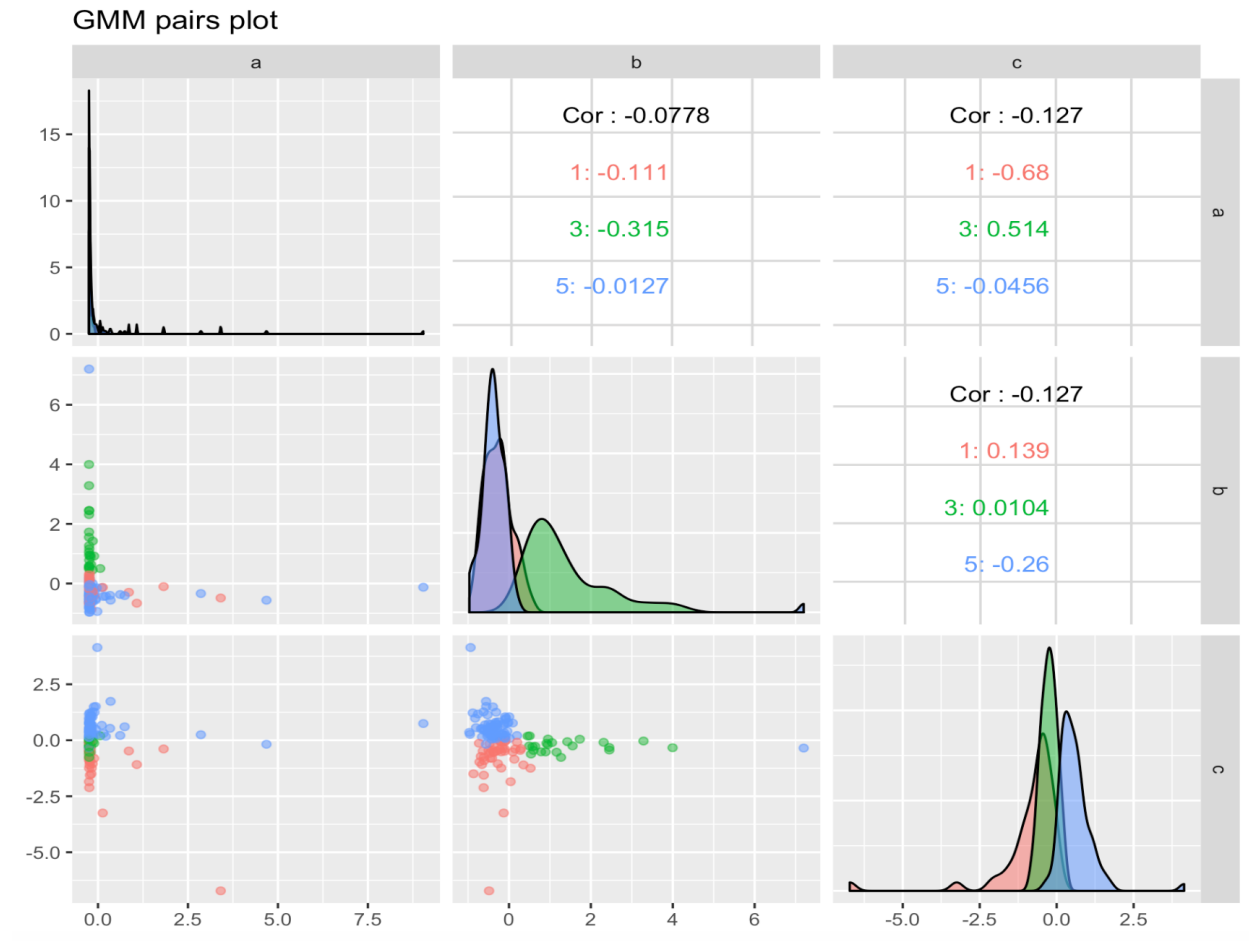 GMM pairs plot
a b c
15
10
5
0
Cor : -0.0778
1: -0.111
3: -0.315
5: -0.0127
Cor : -0.127
1: -0.68
3: 0.514
5: -0.0456
a
6
4
2
0
Cor : -0.127
1: 0.139
3: 0.0104
5: -0.26
b
2.5
0.0
-2.5
-5.0
c
0.0 2.5 5.0 7.5
0 2 4 6
-5.0 -2.5 0.0 2.5